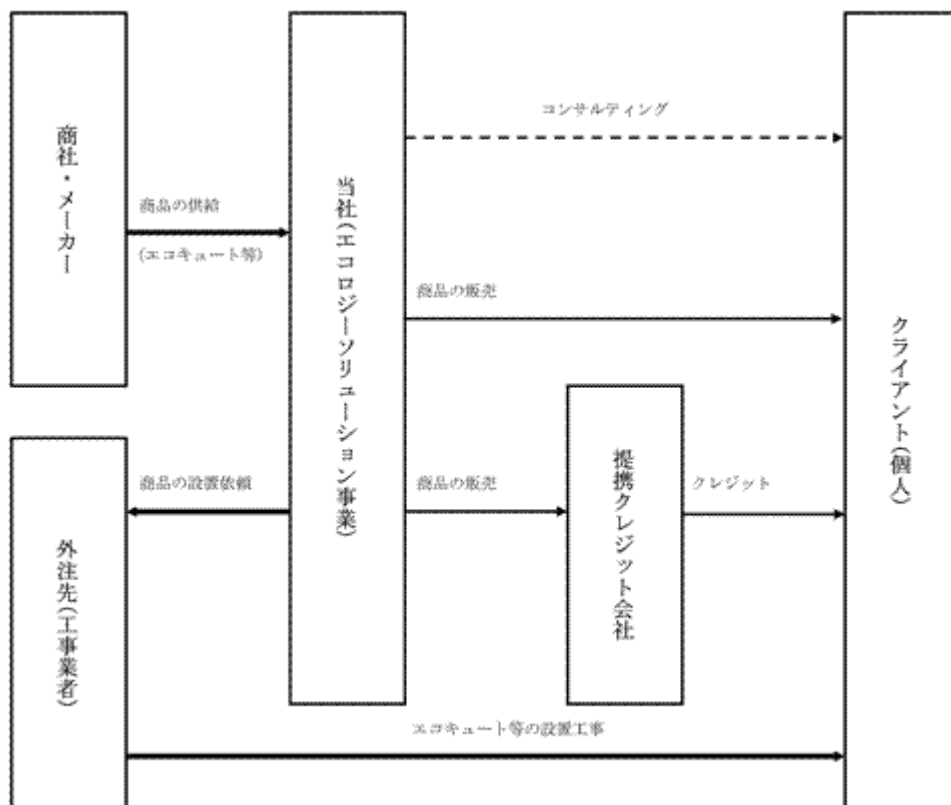 商社・メーカー
商品の供給
(エコキュート等)
当社(エコロジーソリューション事業)
コンサルティング
商品の販売
クライアント(個人)
外注先(工事業者)
商品の設置依頼
商品の販売
提携クレジット会社
クレジット
エコキュート等の設置工事